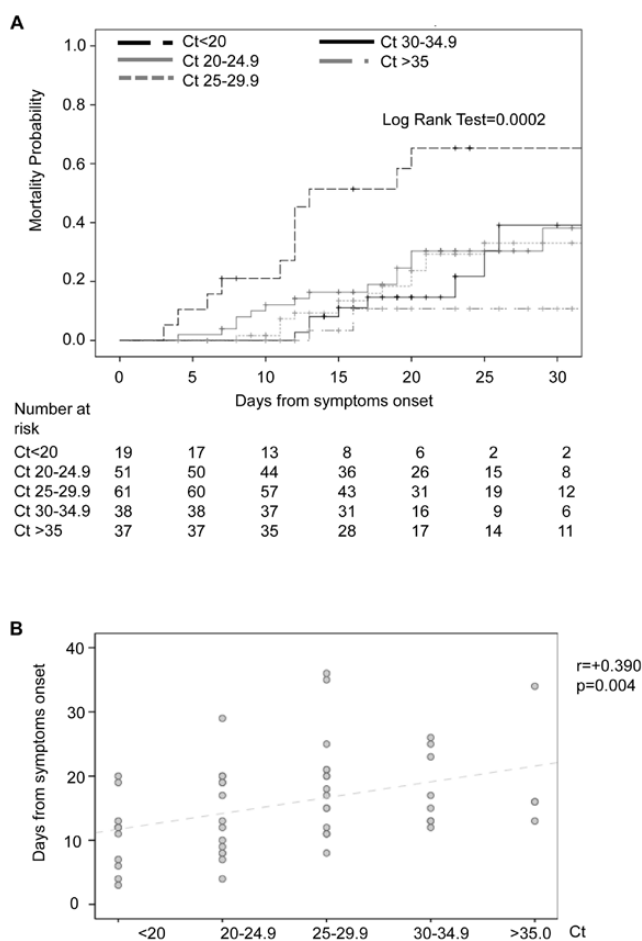 A
Ct<20
Ct 30-34.9
Ct 20-24.9
Ct >35
Ct 25-29.9
Log Rank Test=0.0002
Mortality Probability
1.0
0.8
0.6
0.4
0.2
0.0
0 5 10 15 20 25 30
Days from symptoms onset
Number at
risk
Ct<20 19 17 13 8 6 2 2
Ct 20-24.9 51 50 44 36 26 15 8
Ct 25-29.9 61 60 57 43 31 19 12
Ct 30-34.9 38 38 37 31 16 9 6
Ct >35 37 37 35 28 17 14 11
B
r=+0.390
p=0.004
Days from symptoms onset
40
30
20
10
0
<20 20-24.9 25-29.9 30-34.9 >35.0 Ct